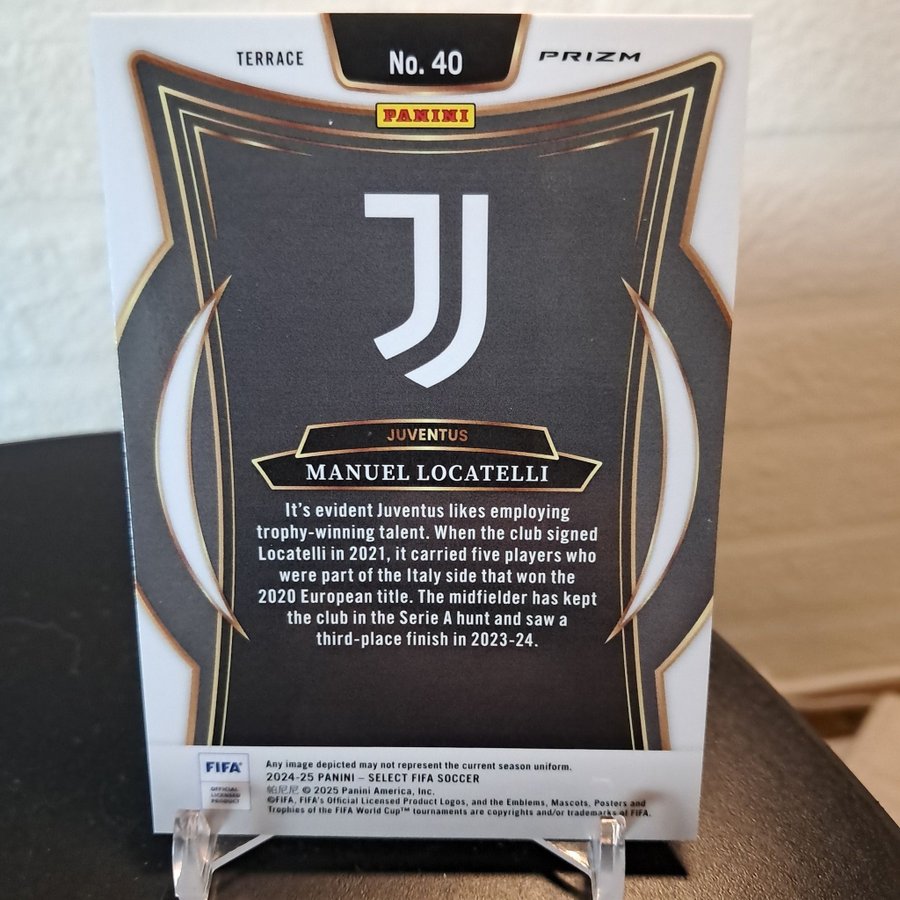 TERRACE
No. 40
PRIZM
PANINI
JUVENTUS
MANUEL LOCATELLI
It's evident Juventus likes employing
trophy-winning talent. When the club signed
Locatelli in 2021, it carried five players who
were part of the Italy side that won the
2020 European title. The midfielder has kept
the club in the Serie A hunt and saw a
third-place finish in 2023-24.
FIFA®
OFFICIAL
LICENSED
PRODUCT
Any image depicted may not represent the current season uniform.
2024-25 PANINI – SELECT FIFA SOCCER
帕尼尼 © 2025 Panini America, Inc.
©FIFA, FIFA's Official Licensed Product Logos, and the Emblems, Mascots, Posters and
Trophies of the FIFA World Cup™ tournaments are copyrights and/or trademarks of FIFA.